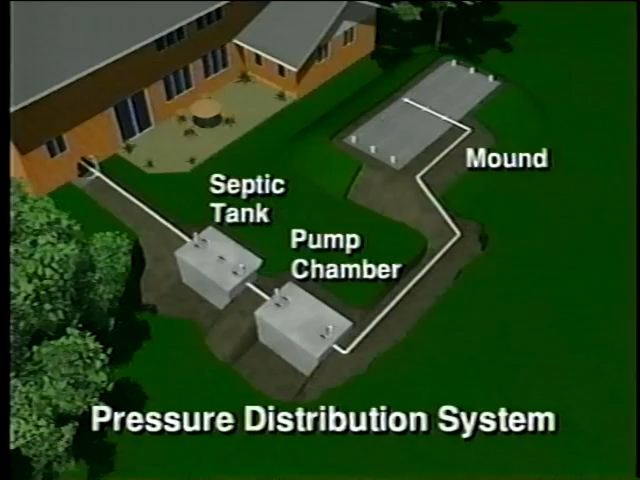 Mound
Septic
Tank
Pump
Chamber
Pressure Distribution System